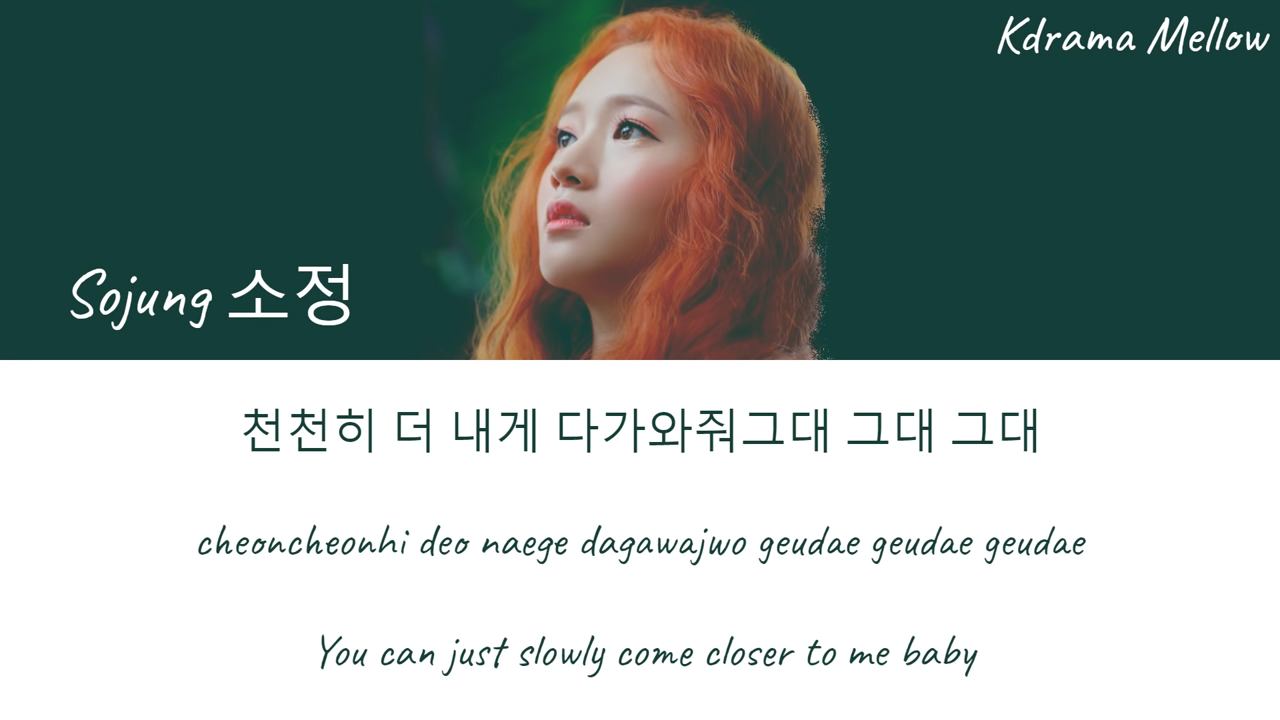 Kdrama Mellow
Sojung 소정
천천히 더 내게 다가와줘그대 그대 그대
cheoncheonhi deo naege dagawajwo geudae geudae geudae
You can just slowly come closer to me baby